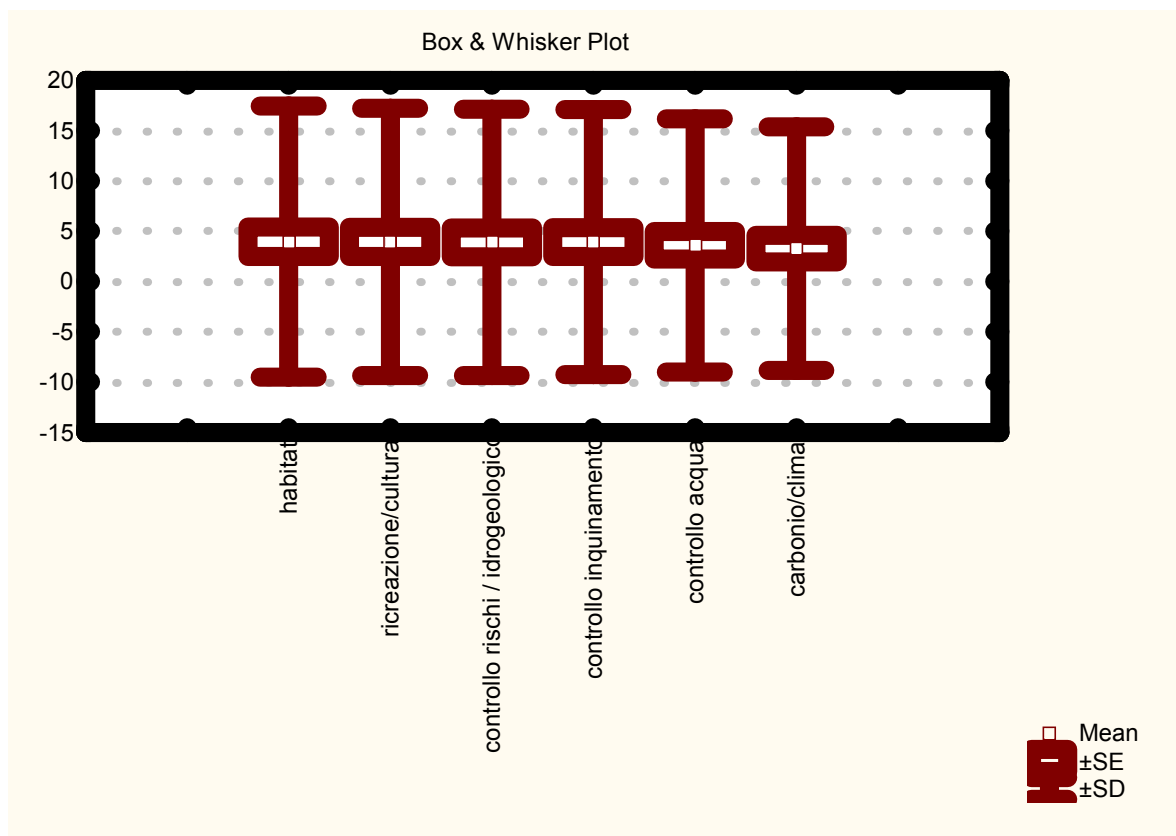 Box & Whisker Plot
20
15
10
5
0
-5
-10
-15
habitat
ricreazione/cultura
controllo rischi / idrogeologico
controllo inquinamento
controllo acqua
carbonio/clima
Mean
±SE
±SD